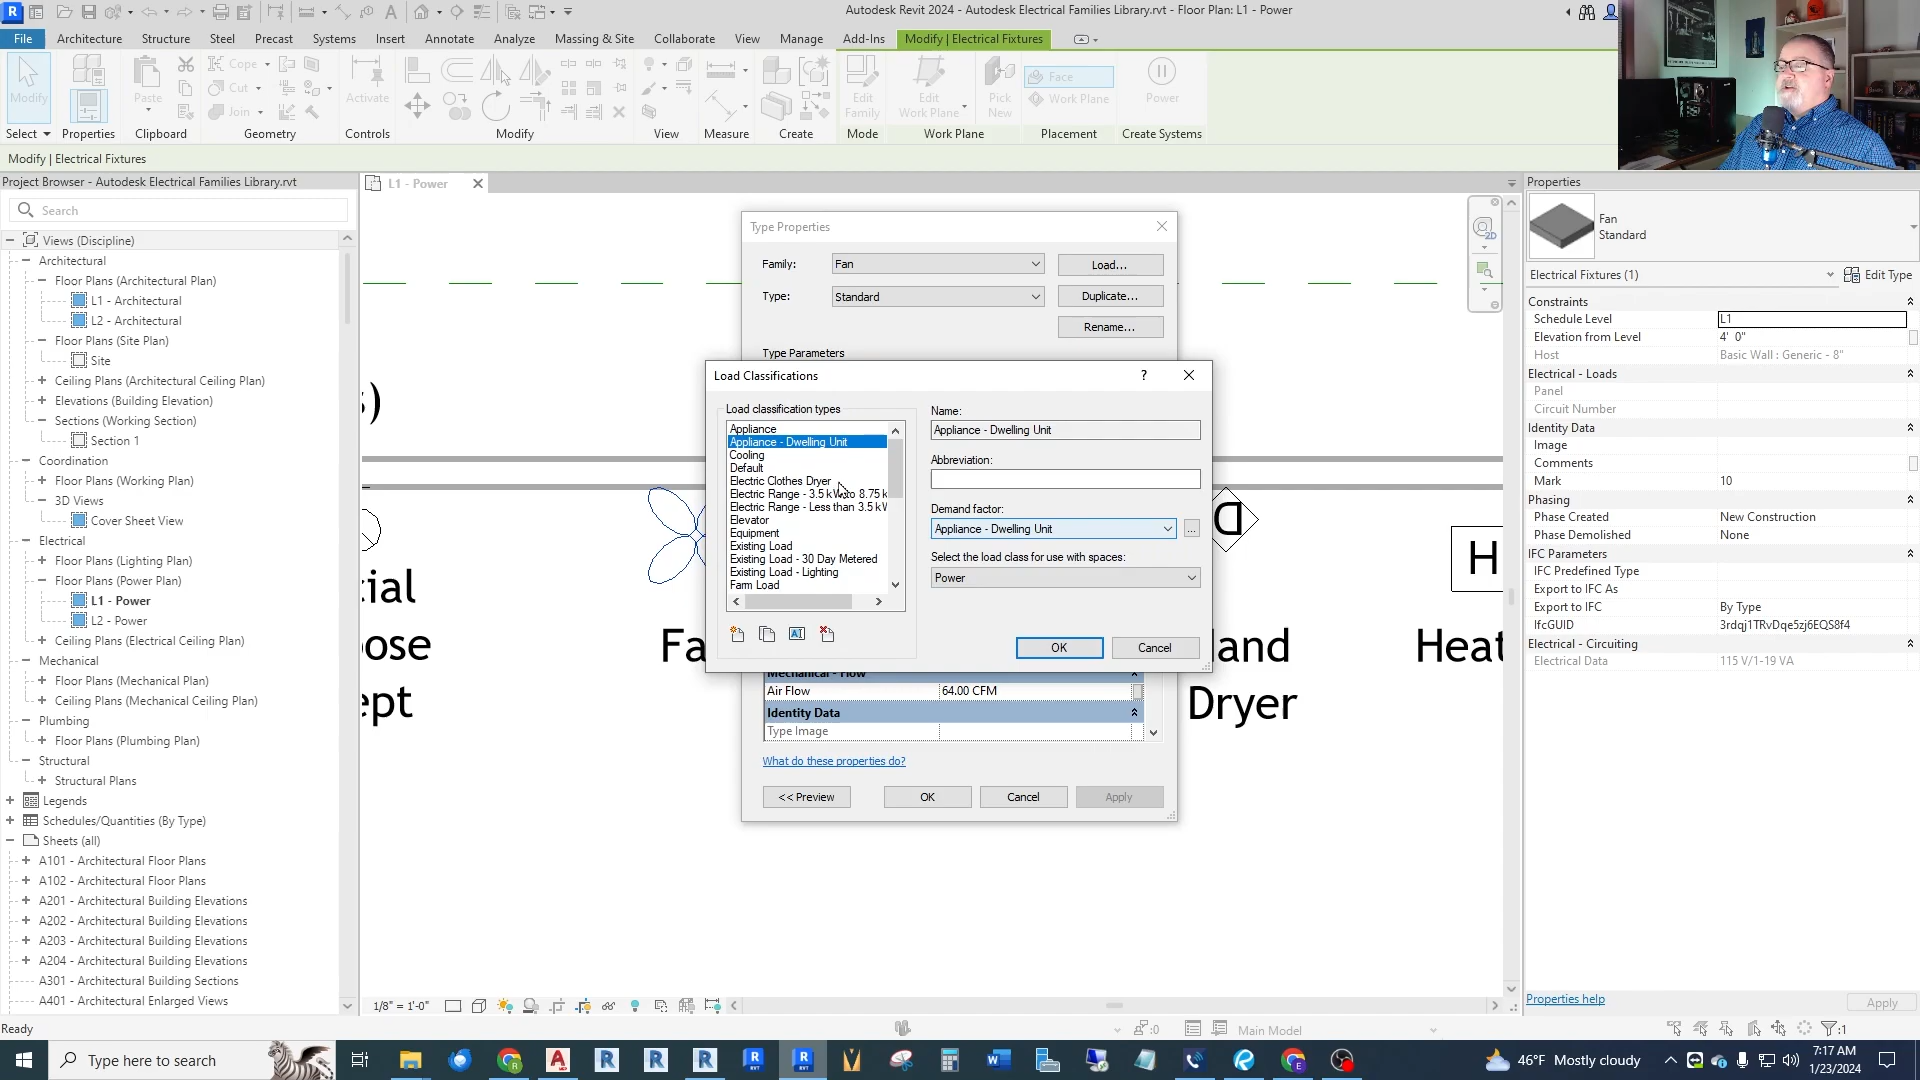 Autodesk Revit 2024 - Autodesk Electrical Families Library.rvt - Floor Plan: L1 - Power
File Architecture Structure Steel Precast Systems Insert Annotate Analyze Massing & Site Collaborate View Manage Add-Ins Modify | Electrical Fixtures
Modify Paste Cope Cut Join Activate Edit Family Edit Work Plane Pick New Face Work Plane Power
Select Properties Clipboard Geometry Controls Modify View Measure Create Mode Work Plane Placement Create Systems
Modify | Electrical Fixtures
Project Browser - Autodesk Electrical Families Library.rvt
Search
Views (Discipline)
Architectural
Floor Plans (Architectural Plan)
L1 - Architectural
L2 - Architectural
Floor Plans (Site Plan)
Site
Ceiling Plans (Architectural Ceiling Plan)
Elevations (Building Elevation)
Sections (Working Section)
Section 1
Coordination
Floor Plans (Working Plan)
3D Views
Cover Sheet View
Electrical
Floor Plans (Lighting Plan)
Floor Plans (Power Plan)
L1 - Power
L2 - Power
Ceiling Plans (Electrical Ceiling Plan)
Mechanical
Floor Plans (Mechanical Plan)
Ceiling Plans (Mechanical Ceiling Plan)
Plumbing
Floor Plans (Plumbing Plan)
Structural
Structural Plans
Legends
Schedules/Quantities (By Type)
Sheets (all)
A101 - Architectural Floor Plans
A102 - Architectural Floor Plans
A201 - Architectural Building Elevations
A202 - Architectural Building Elevations
A203 - Architectural Building Elevations
A204 - Architectural Building Elevations
A301 - Architectural Building Sections
A401 - Architectural Enlarged Views
L1 - Power
s)
cial
pose
ept
Fa
D
land
Dryer
H
Heat
Type Properties
Family: Fan Load...
Type: Standard Duplicate...
Rename...
Type Parameters
Load Classifications ?
Load classification types
Appliance
Appliance - Dwelling Unit
Cooling
Default
Electric Clothes Dryer
Electric Range - 3.5 kW to 8.75 k
Electric Range - Less than 3.5 kW
Elevator
Equipment
Existing Load
Existing Load - 30 Day Metered
Existing Load - Lighting
Farm Load
Name:
Appliance - Dwelling Unit
Abbreviation:
Demand factor:
Appliance - Dwelling Unit ...
Select the load class for use with spaces:
Power
OK Cancel
Mechanical - Flow
Air Flow 64.00 CFM
Identity Data
Type Image
What do these properties do?
<< Preview OK Cancel Apply
1/8" = 1'-0"
Properties
Fan
Standard
Electrical Fixtures (1) Edit Type
Constraints
Schedule Level L1
Elevation from Level 4' 0"
Host Basic Wall : Generic - 8"
Electrical - Loads
Panel
Circuit Number
Identity Data
Image
Comments
Mark 10
Phasing
Phase Created New Construction
Phase Demolished None
IFC Parameters
IFC Predefined Type
Export to IFC As
Export to IFC By Type
IfcGUID 3rdqj1TRvDqe5zj6EQS8f4
Electrical - Circuiting
Electrical Data 115 V/1-19 VA
Properties help Apply
Ready :0 Main Model :1
Type here to search 46°F Mostly cloudy 7:17 AM
1/23/2024